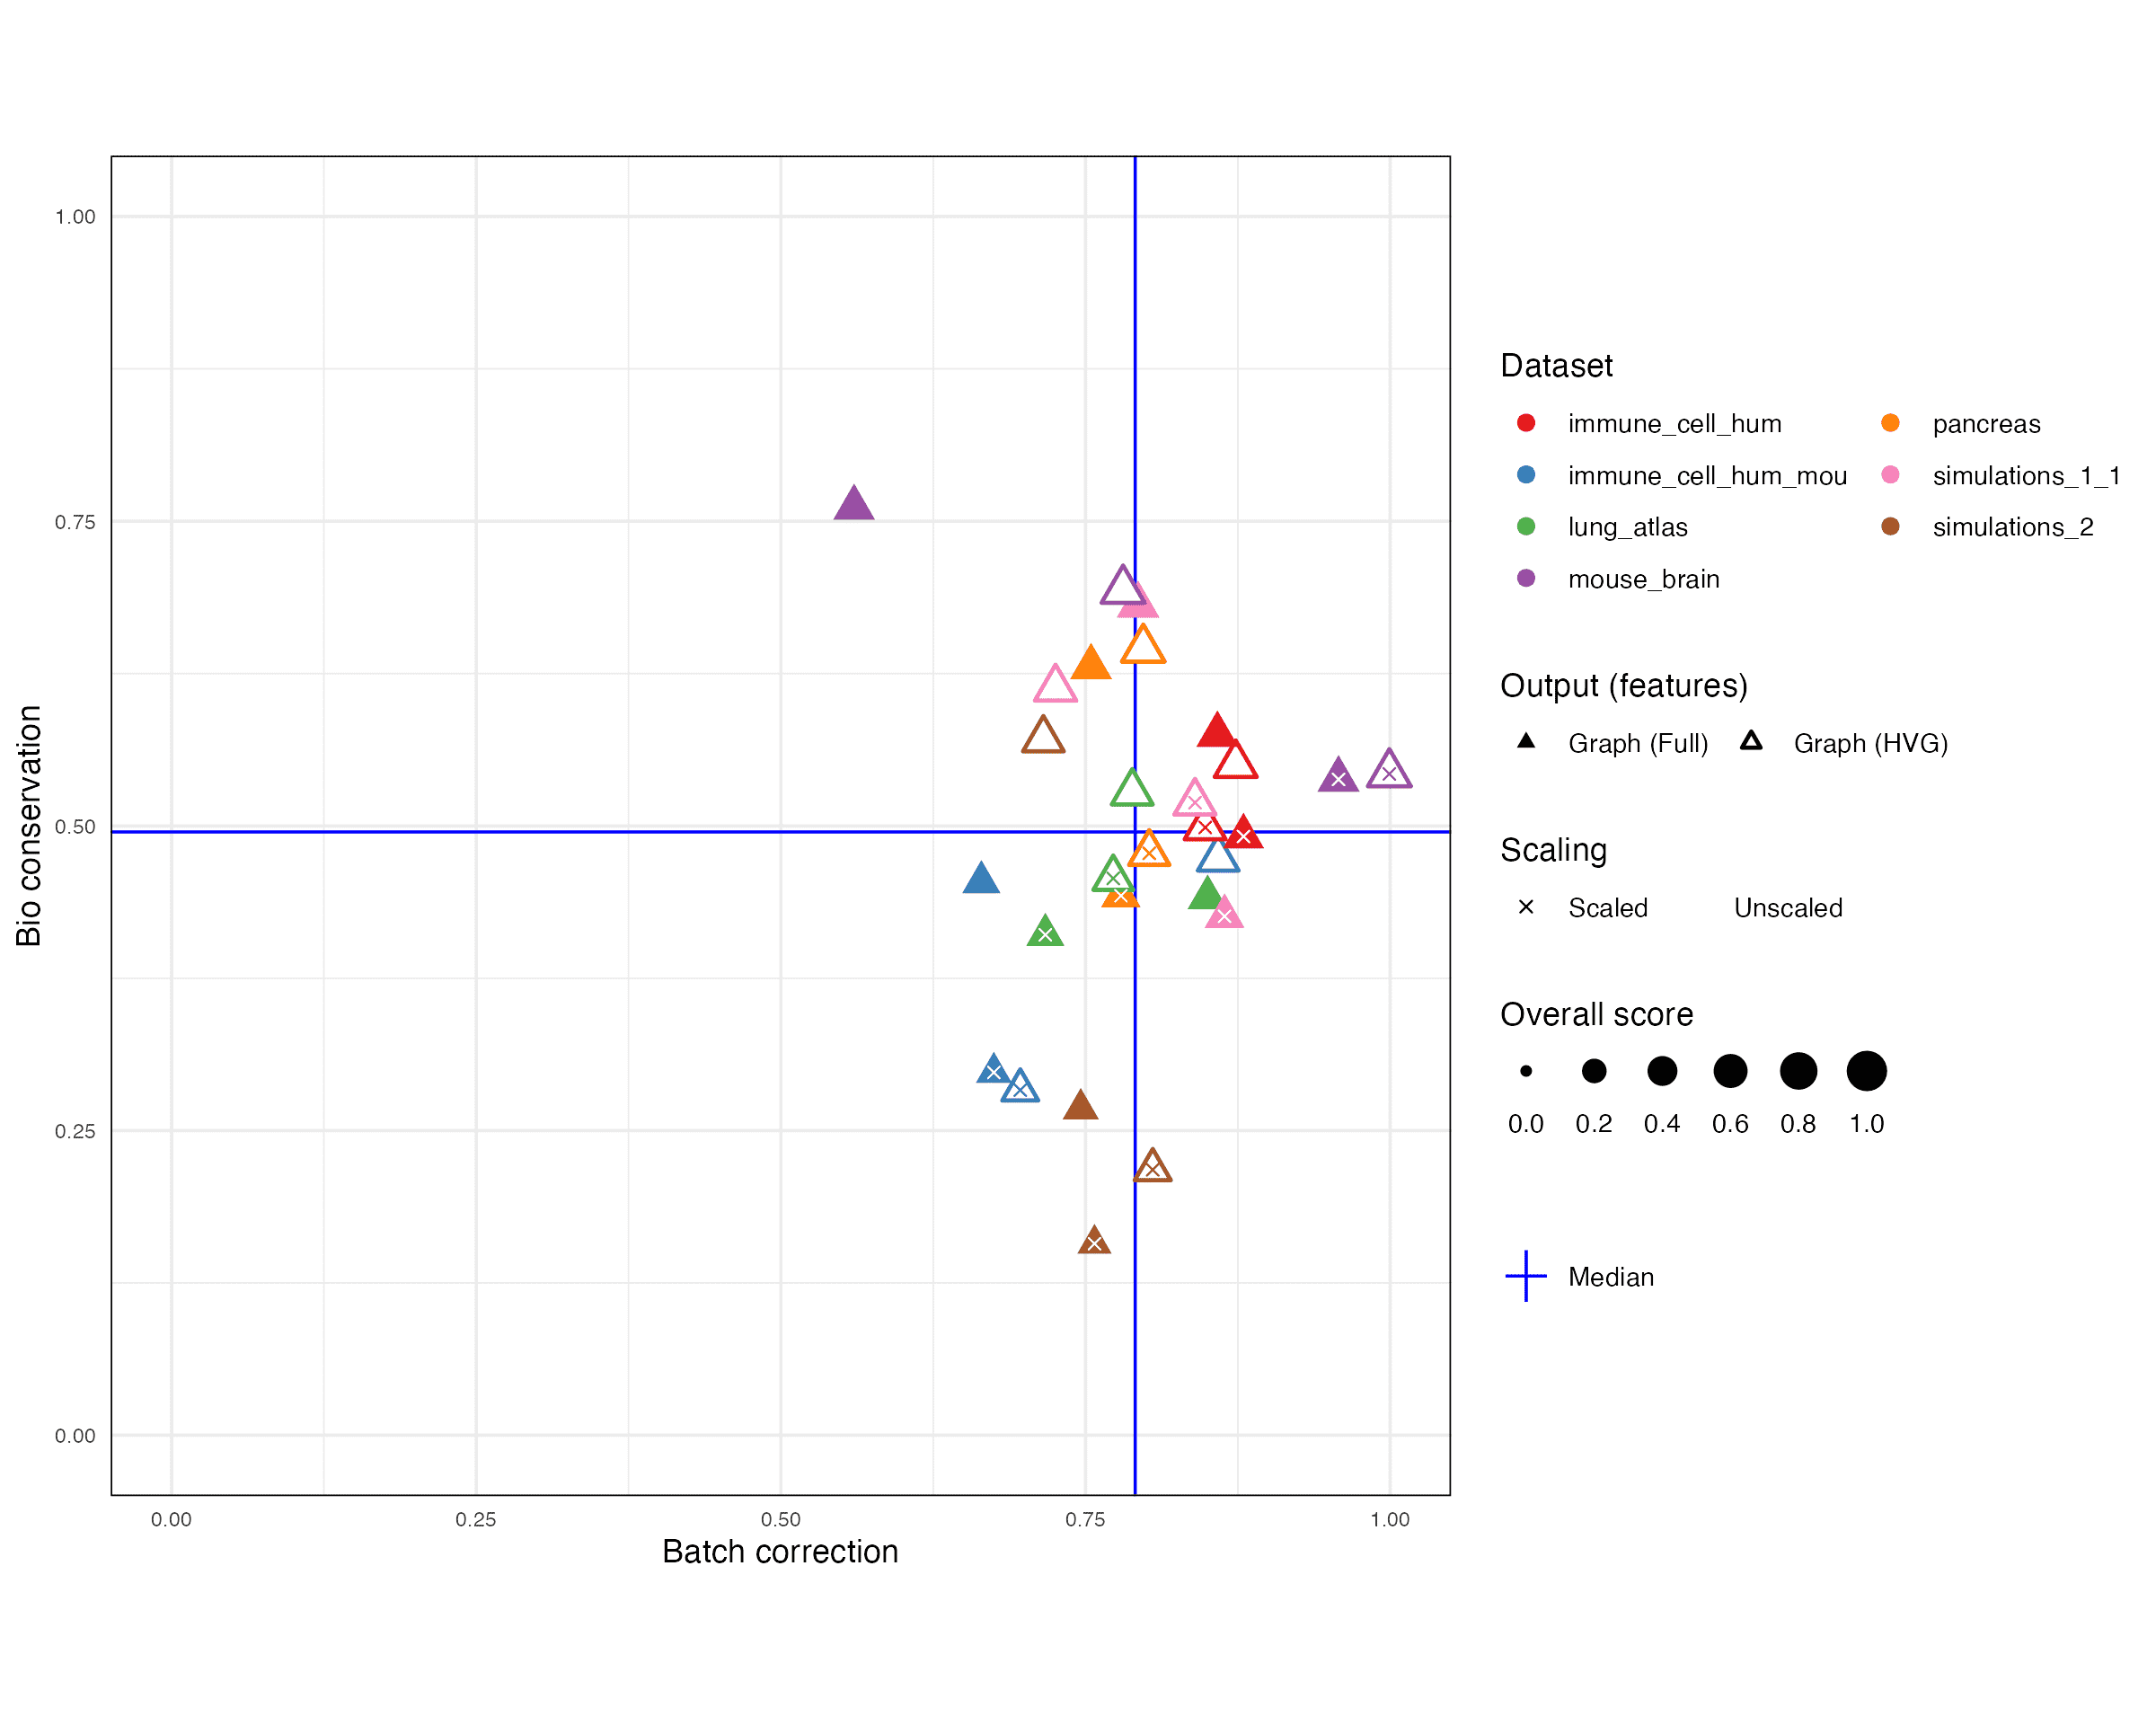 1.00
0.75
0.50
0.25
0.00
Bio conservation
0.00 0.25 0.50 0.75 1.00
Batch correction
Dataset
immune_cell_hum pancreas
immune_cell_hum_mou simulations_1_1
lung_atlas simulations_2
mouse_brain
Output (features)
Graph (Full) Graph (HVG)
Scaling
Scaled Unscaled
Overall score
0.0 0.2 0.4 0.6 0.8 1.0
Median